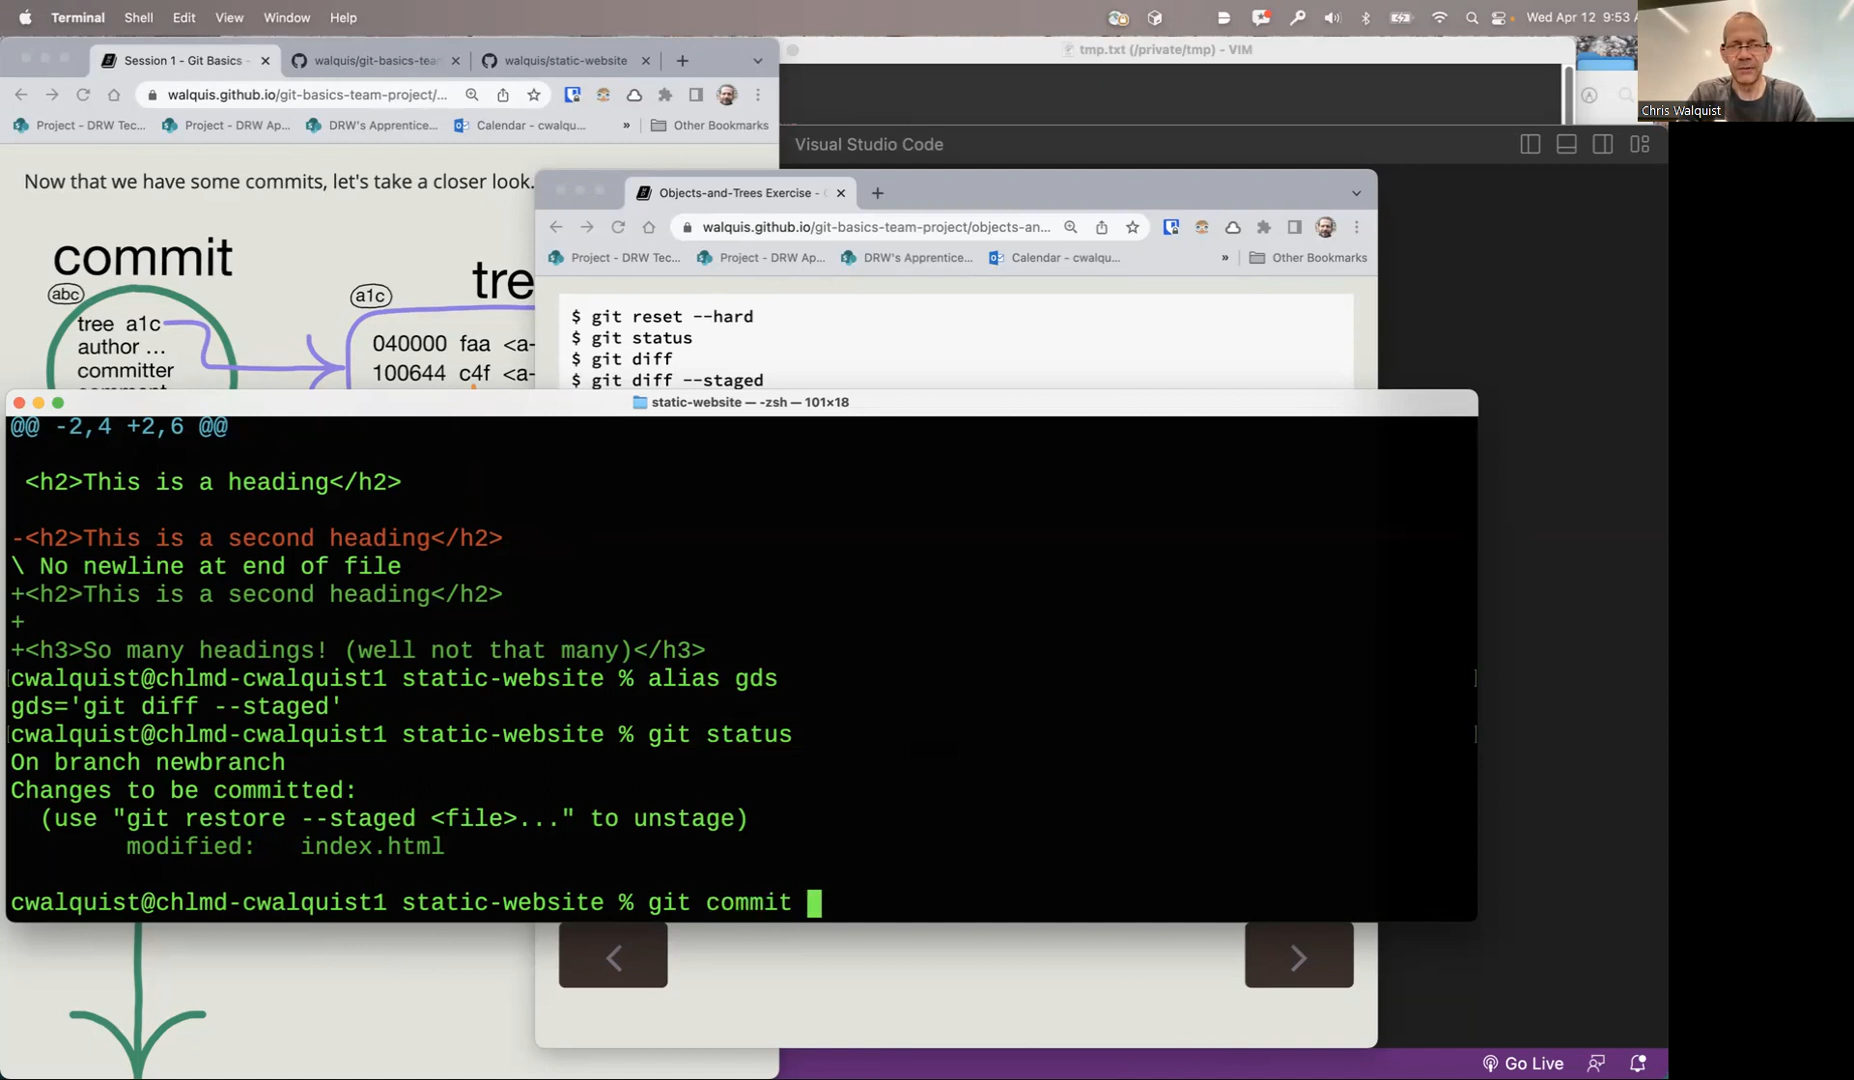 Terminal Shell Edit View Window Help
Wed Apr 12 9:53
Session 1 - Git Basics -
walquis/git-basics-tea
walquis/static-website
tmp.txt (/private/tmp) - VIM
walquis.github.io/git-basics-team-project/...
Project - DRW Tec... Project - DRW Ap... DRW's Apprentice... Calendar - cwalqu... » Other Bookmarks
Chris Walquist
Visual Studio Code
Now that we have some commits, let's take a closer look.
commit
abc
tree a1c
author ...
committer
a1c
tre
040000 faa <a-
100644 c4f <a-
Objects-and-Trees Exercise -
walquis.github.io/git-basics-team-project/objects-an...
Project - DRW Tec... Project - DRW Ap... DRW's Apprentice... Calendar - cwalqu... » Other Bookmarks
$ git reset --hard
$ git status
$ git diff
$ git diff --staged
static-website — -zsh — 101×18
@@ -2,4 +2,6 @@
<h2>This is a heading</h2>
-<h2>This is a second heading</h2>
\ No newline at end of file
+<h2>This is a second heading</h2>
+
+<h3>So many headings! (well not that many)</h3>
cwalquist@chlmd-cwalquist1 static-website % alias gds
gds='git diff --staged'
cwalquist@chlmd-cwalquist1 static-website % git status
On branch newbranch
Changes to be committed:
(use "git restore --staged <file>..." to unstage)
modified: index.html
cwalquist@chlmd-cwalquist1 static-website % git commit
Go Live